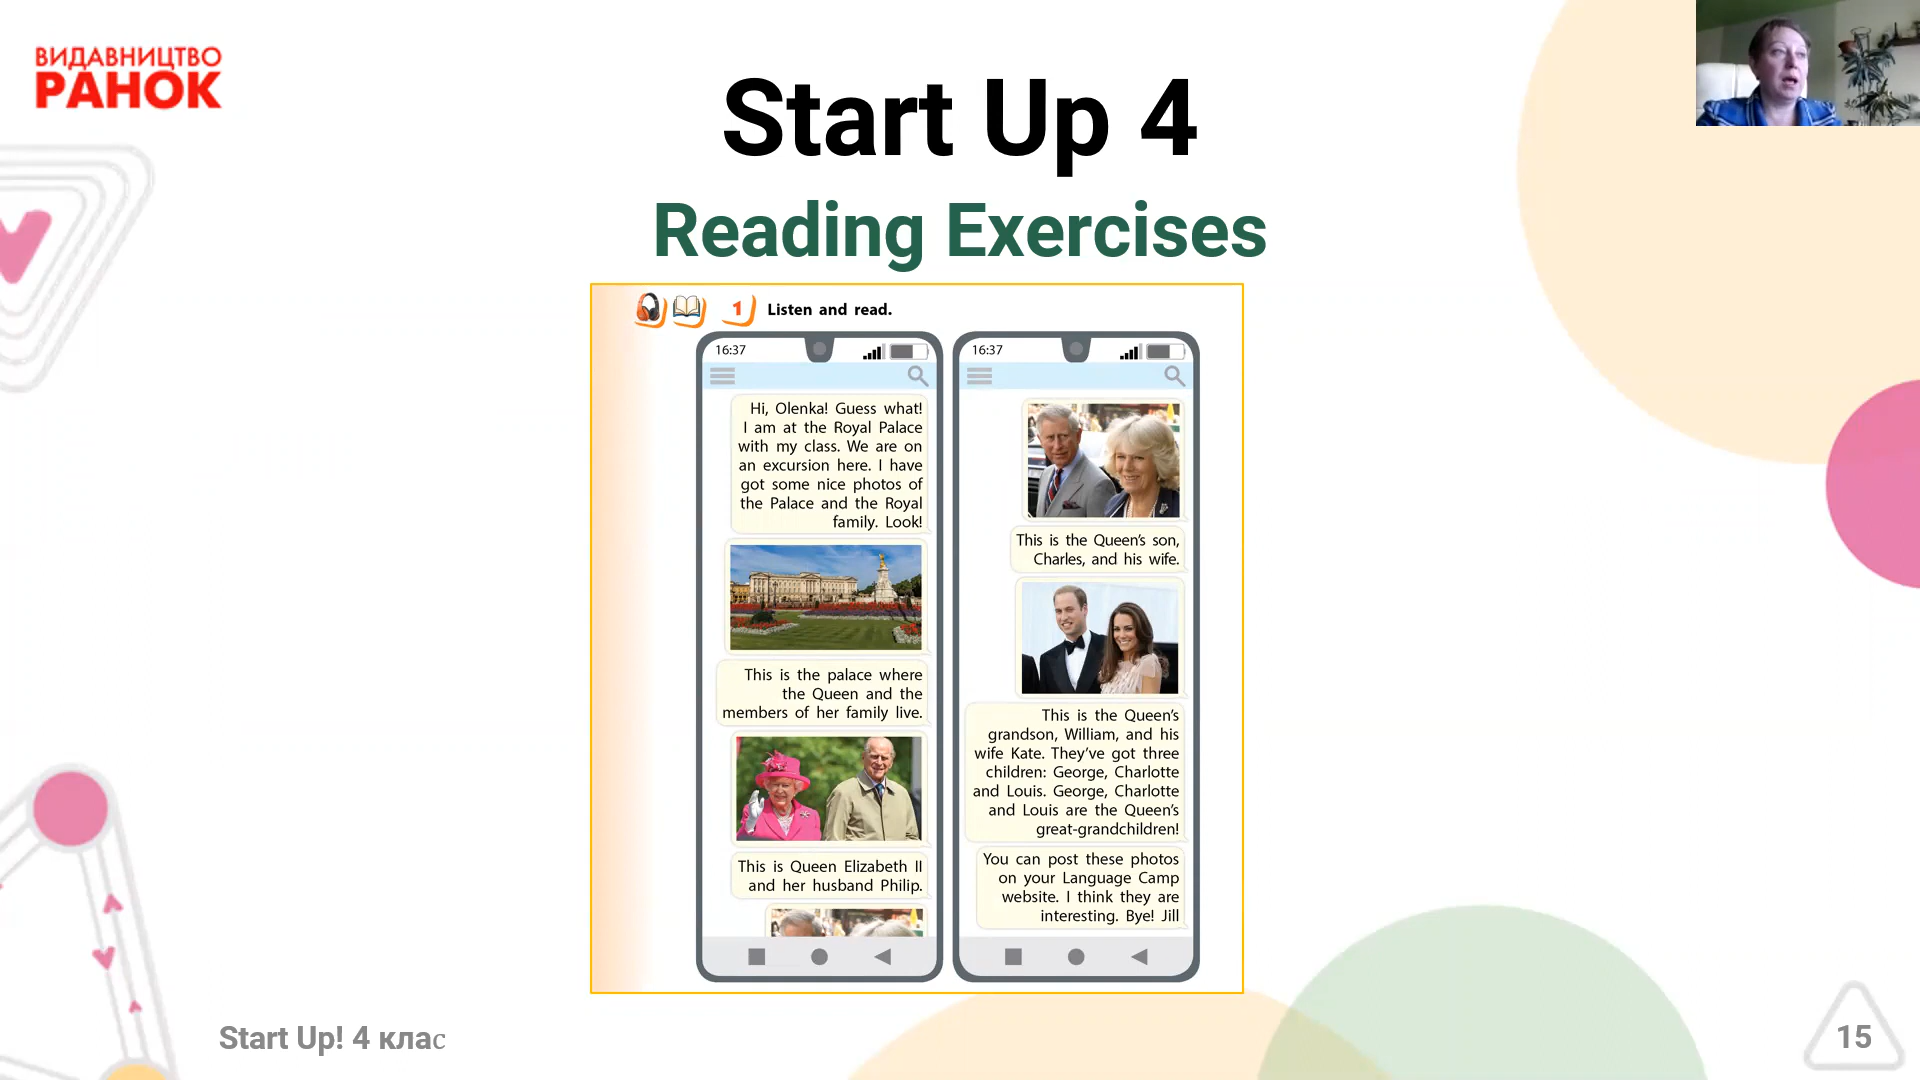 ВИДАВНИЦТВО
РАНОК
Start Up 4
Reading Exercises
1 Listen and read.
16:37
Hi, Olenka! Guess what!
I am at the Royal Palace
with my class. We are on
an excursion here. I have
got some nice photos of
the Palace and the Royal
family. Look!
This is the palace where
the Queen and the
members of her family live.
This is Queen Elizabeth II
and her husband Philip.
16:37
This is the Queen's son,
Charles, and his wife.
This is the Queen's
grandson, William, and his
wife Kate. They've got three
children: George, Charlotte
and Louis. George, Charlotte
and Louis are the Queen's
great-grandchildren!
You can post these photos
on your Language Camp
website. I think they are
interesting. Bye! Jill
Start Up! 4 клас
15